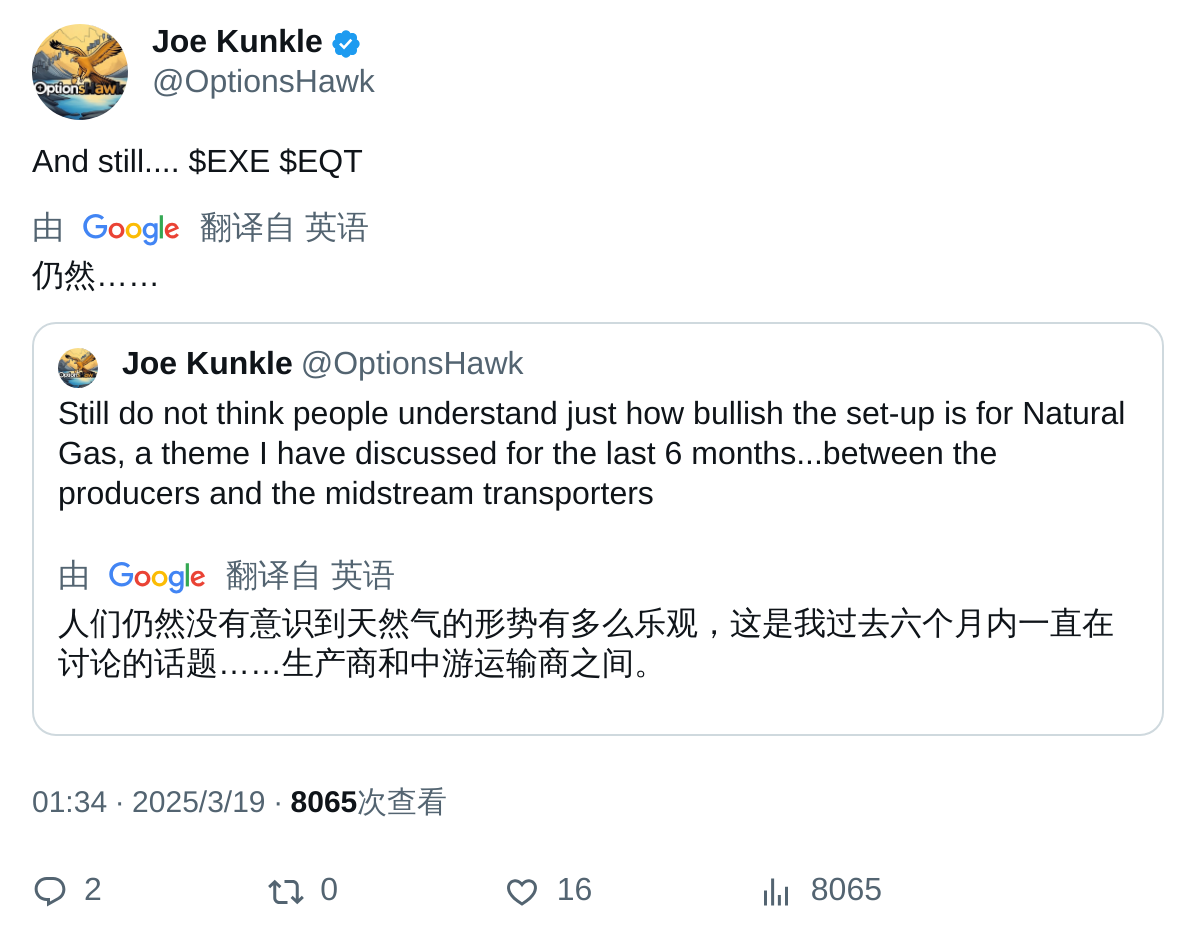 Joe Kunkle
@OptionsHawk
And still.... $EXE $EQT
由 Google 翻译自 英语
仍然……
Joe Kunkle @OptionsHawk
Still do not think people understand just how bullish the set-up is for Natural
Gas, a theme I have discussed for the last 6 months...between the
producers and the midstream transporters
由 Google 翻译自 英语
人们仍然没有意识到天然气的形势有多么乐观，这是我过去六个月内一直在
讨论的话题……生产商和中游运输商之间。
01:34 · 2025/3/19 · 8065次查看
2 0 16 8065